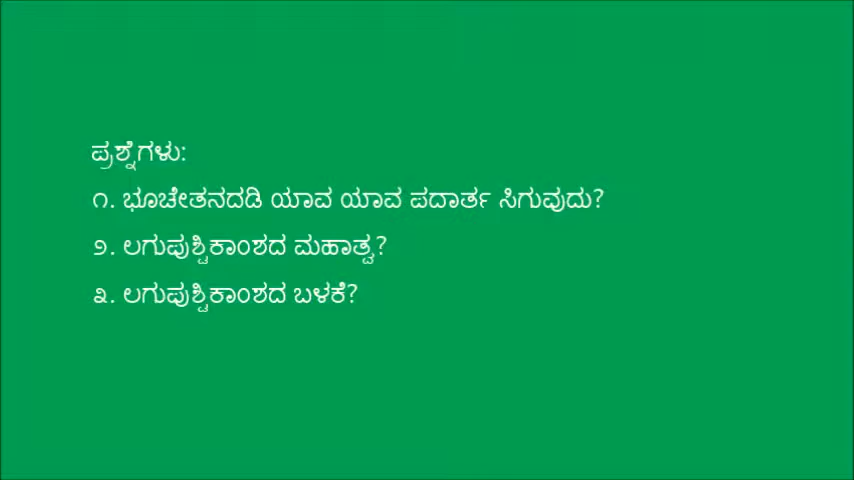 ಪ್ರಶ್ನೆಗಳು:
೧. ಭೂಚೇತನದಡಿ ಯಾವ ಯಾವ ಪದಾರ್ತ ಸಿಗುವುದು?
೨. ಲಗುಪುಶ್ಟಿಕಾಂಶದ ಮಹಾತ್ವ?
೩. ಲಗುಪುಶ್ಟಿಕಾಂಶದ ಬಳಕೆ?